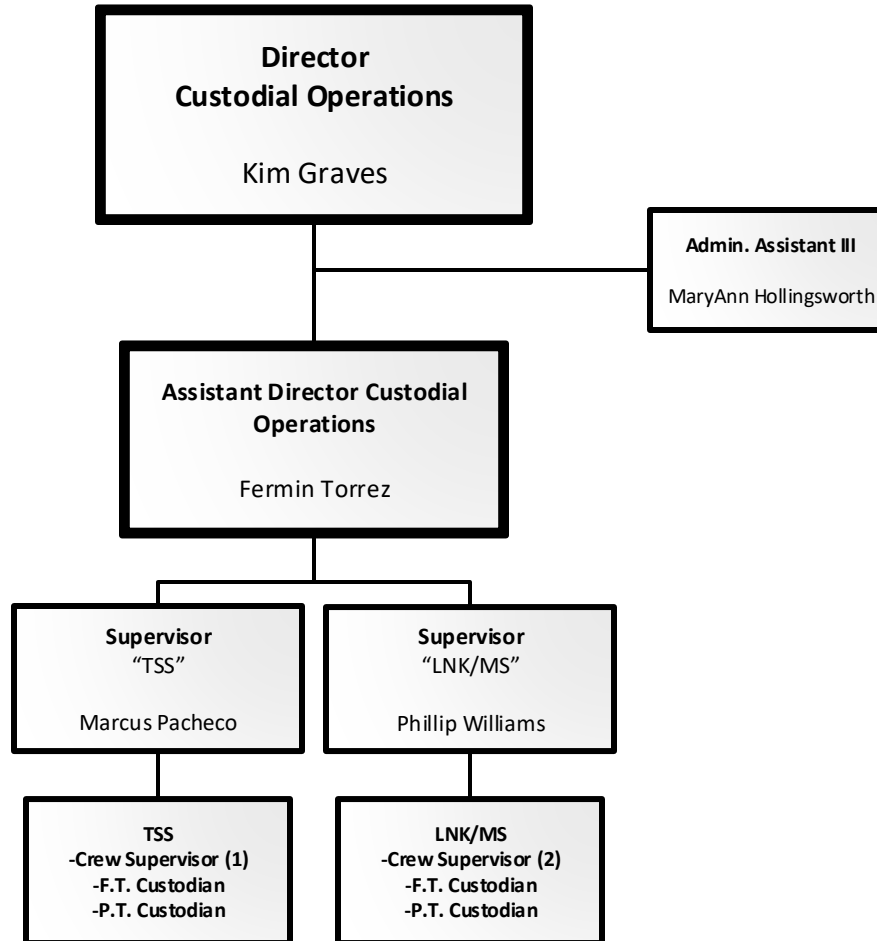 Director
Custodial Operations
Kim Graves
Admin. Assistant III
MaryAnn Hollingsworth
Assistant Director Custodial
Operations
Fermin Torrez
Supervisor
“TSS”
Marcus Pacheco
Supervisor
“LNK/MS”
Phillip Williams
TSS
-Crew Supervisor (1)
-F.T. Custodian
-P.T. Custodian
LNK/MS
-Crew Supervisor (2)
-F.T. Custodian
-P.T. Custodian